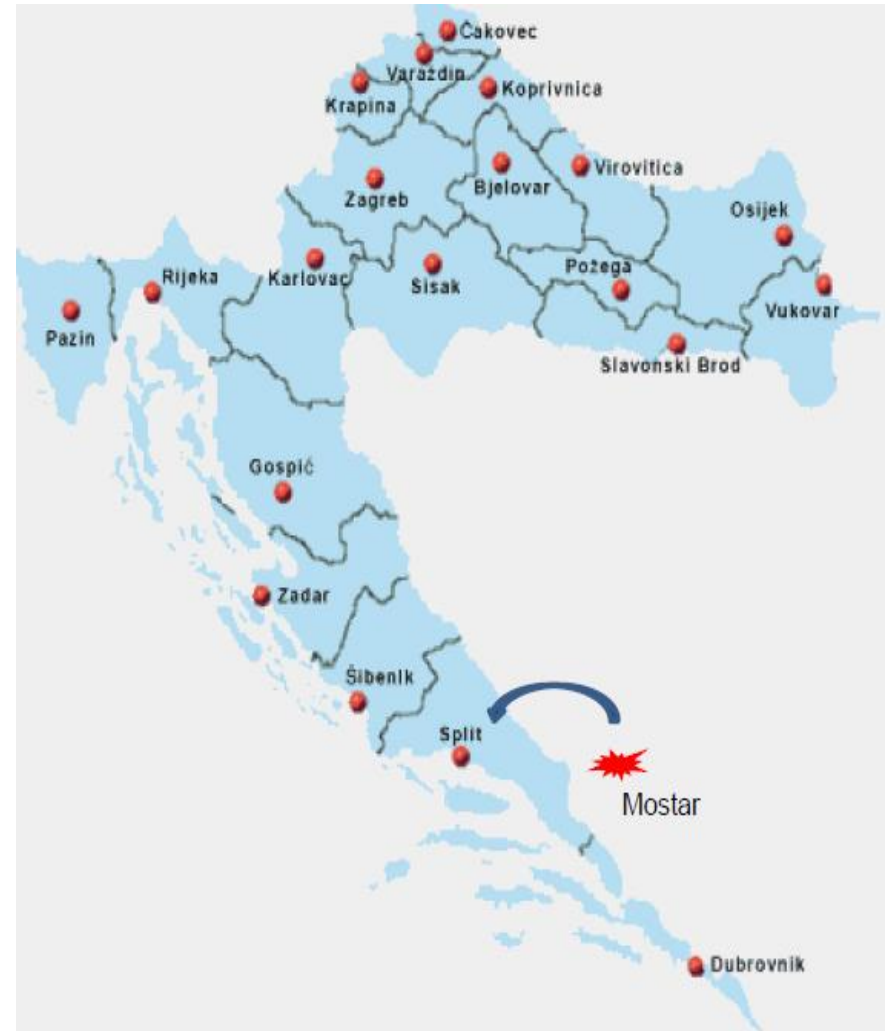 Čakovec
Varaždin
Krapina
Koprivnica
Virovitica
Bjelovar
Zagreb
Osijek
Požega
Rijeka
Karlovac
Sisak
Vukovar
Pazin
Slavonski Brod
Gospić
Zadar
Šibenik
Split
Mostar
Dubrovnik